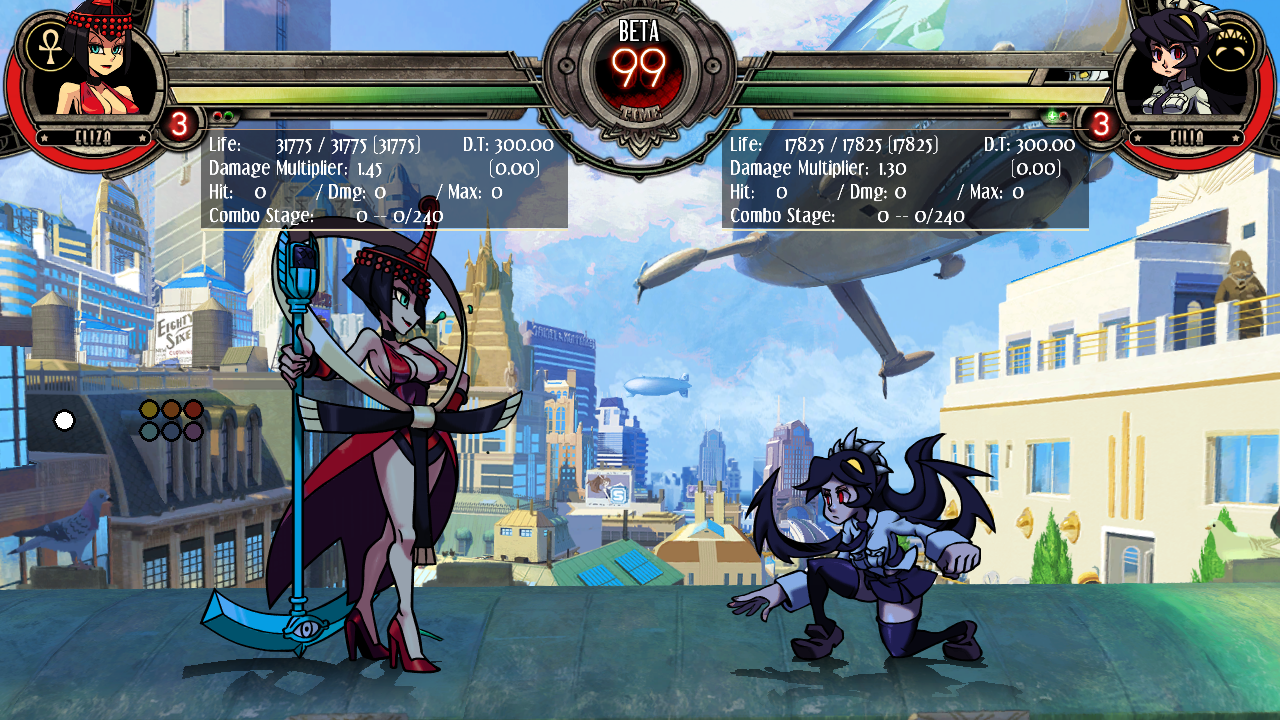 BETA
99
TIME
ELIZA
3
3
FILIA
Life: 31775 / 31775 [31775] D.T: 300.00
Damage Multiplier: 1.45 [0.00]
Hit: 0 / Dmg: 0 / Max: 0
Combo Stage: 0 -- 0/240
Life: 17825 / 17825 [17825] D.T: 300.00
Damage Multiplier: 1.30 [0.00]
Hit: 0 / Dmg: 0 / Max: 0
Combo Stage: 0 -- 0/240
EIGHTY
SIX
S